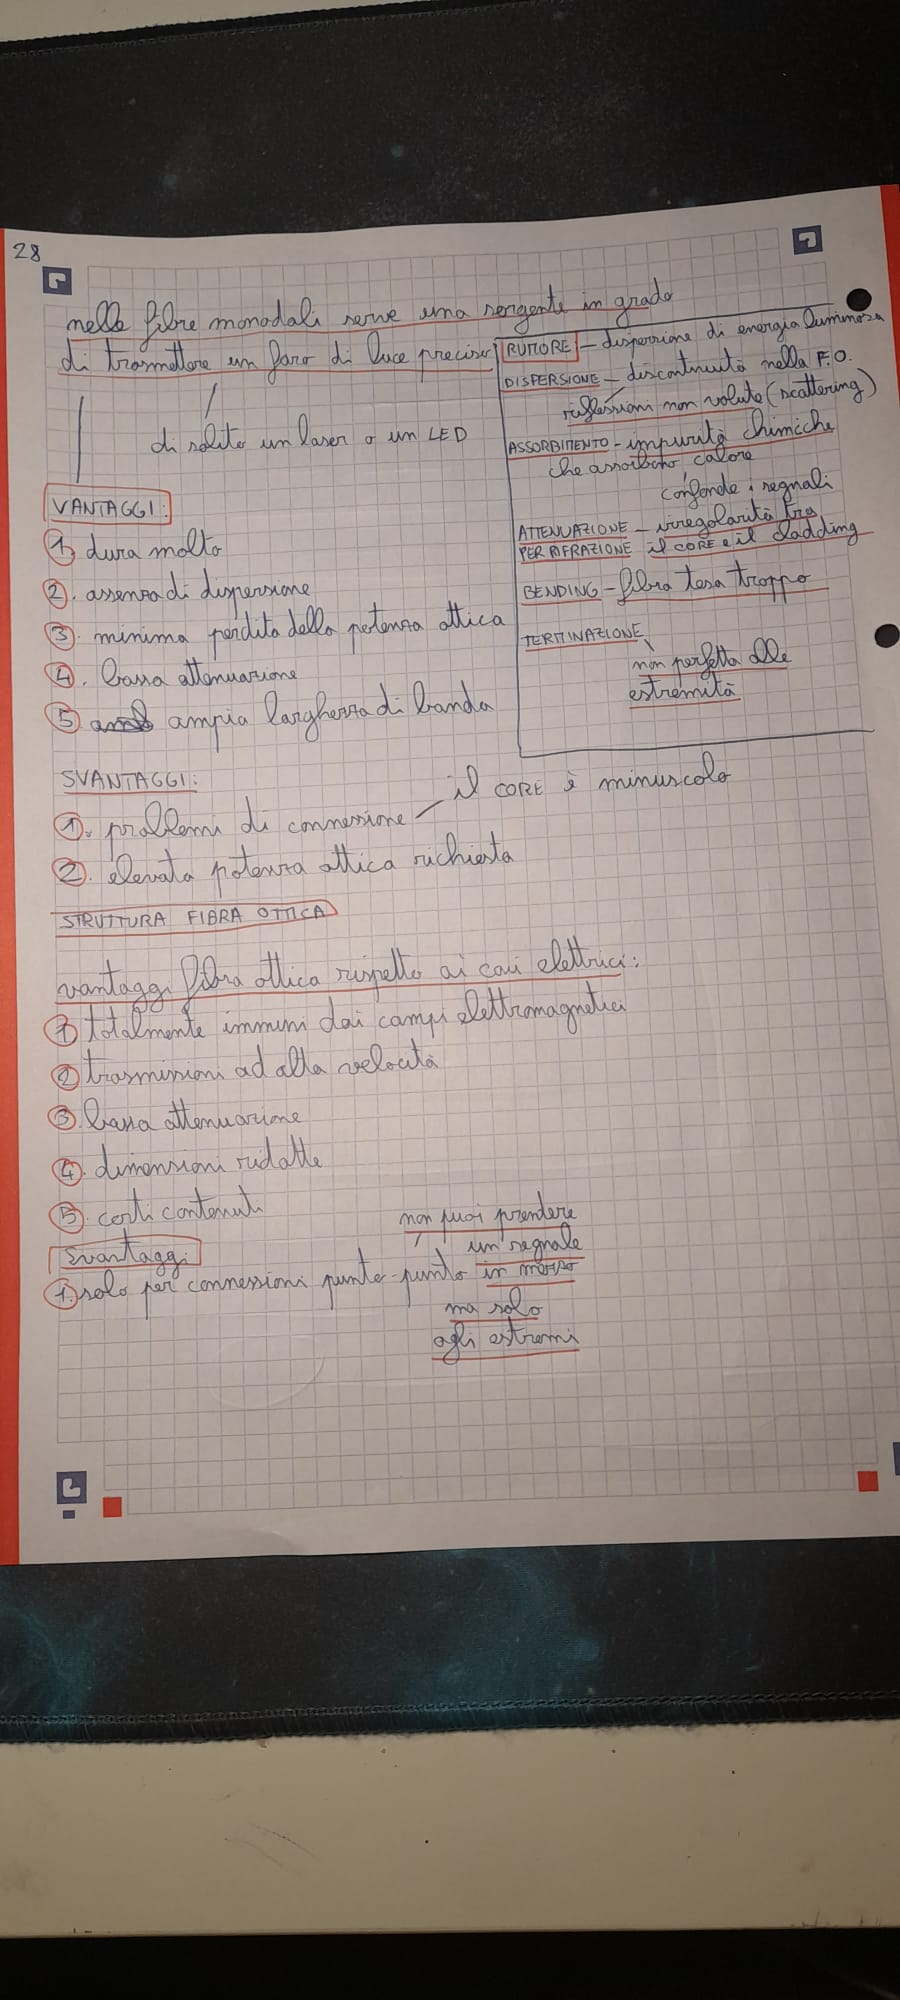 28
nelle fibre monodali serve una sorgente in grado
di trasmettere un faro di luce preciso
di solito un laser o un LED
VANTAGGI:
1. dura molto
2. assenza di dispersione
3. minima perdita della potenza ottica
4. bassa attenuazione
5. ampia larghezza di banda
RUMORE - dispersione di energia luminosa
DISPERSIONE - discontinuità nella F.O.
riflessioni non volute (scattering)
ASSORBIMENTO - impurità chimiche
che assorbono calore
confonde i segnali
ATTENUAZIONE - irregolarità tra
PER RIFRAZIONE il CORE e il cladding
BENDING - fibra tesa troppo
TERMINAZIONE
non perfetta alle
estremità
SVANTAGGI:
1. problemi di connessione - il CORE è minuscolo
2. elevata potenza ottica richiesta
STRUTTURA FIBRA OTTICA
vantaggi fibra ottica rispetto ai cavi elettrici:
1 totalmente immuni dai campi elettromagnetici
2 trasmissioni ad alta velocità
3. bassa attenuazione
4. dimensioni ridotte
5. costi contenuti
Svantaggi
1. solo per connessioni punto-punto
non puoi prendere
un segnale
in mezzo
ma solo
agli estremi